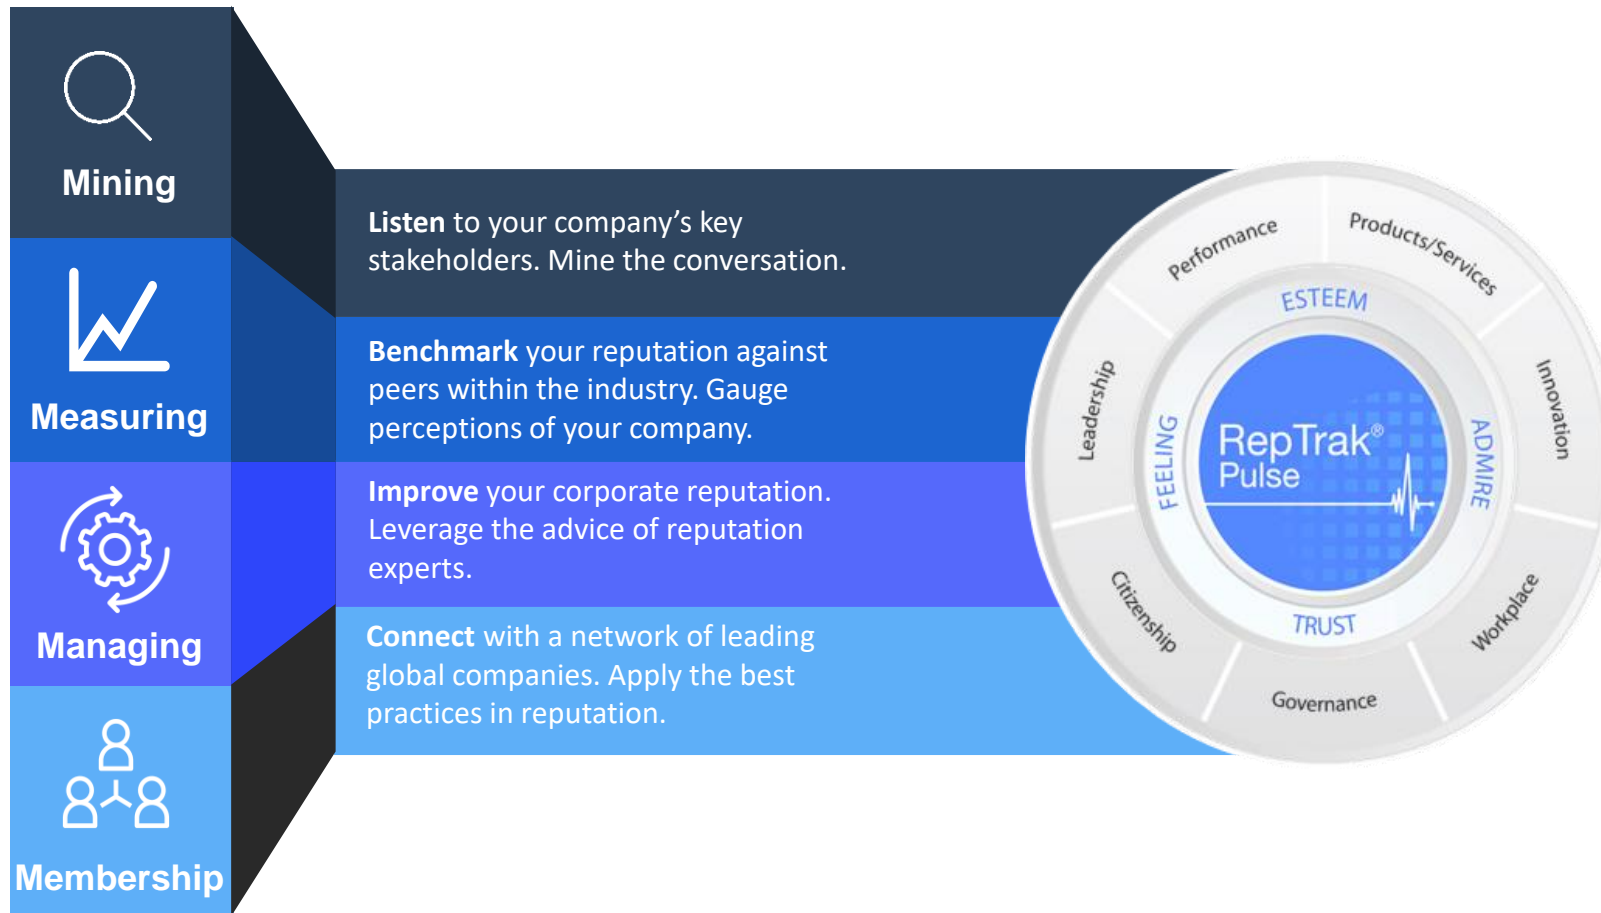 Mining
Listen to your company’s key
stakeholders. Mine the conversation.
Measuring
Benchmark your reputation against
peers within the industry. Gauge
perceptions of your company.
Managing
Improve your corporate reputation.
Leverage the advice of reputation
experts.
Membership
Connect with a network of leading
global companies. Apply the best
practices in reputation.
Performance
Products/Services
Innovation
Workplace
Governance
Citizenship
Leadership
ESTEEM
ADMIRE
TRUST
FEELING
RepTrak®
Pulse